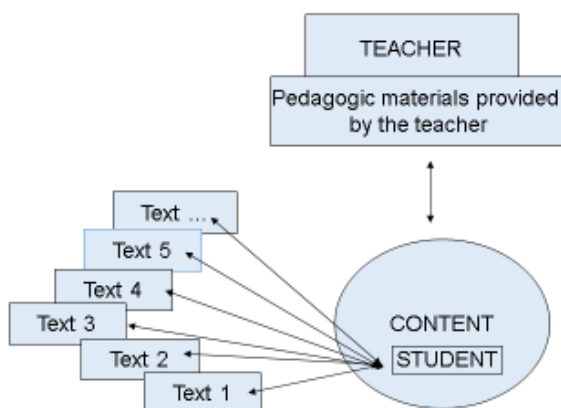 TEACHER
Pedagogic materials provided
by the teacher
Text ...
Text 5
Text 4
Text 3
Text 2
Text 1
CONTENT
STUDENT